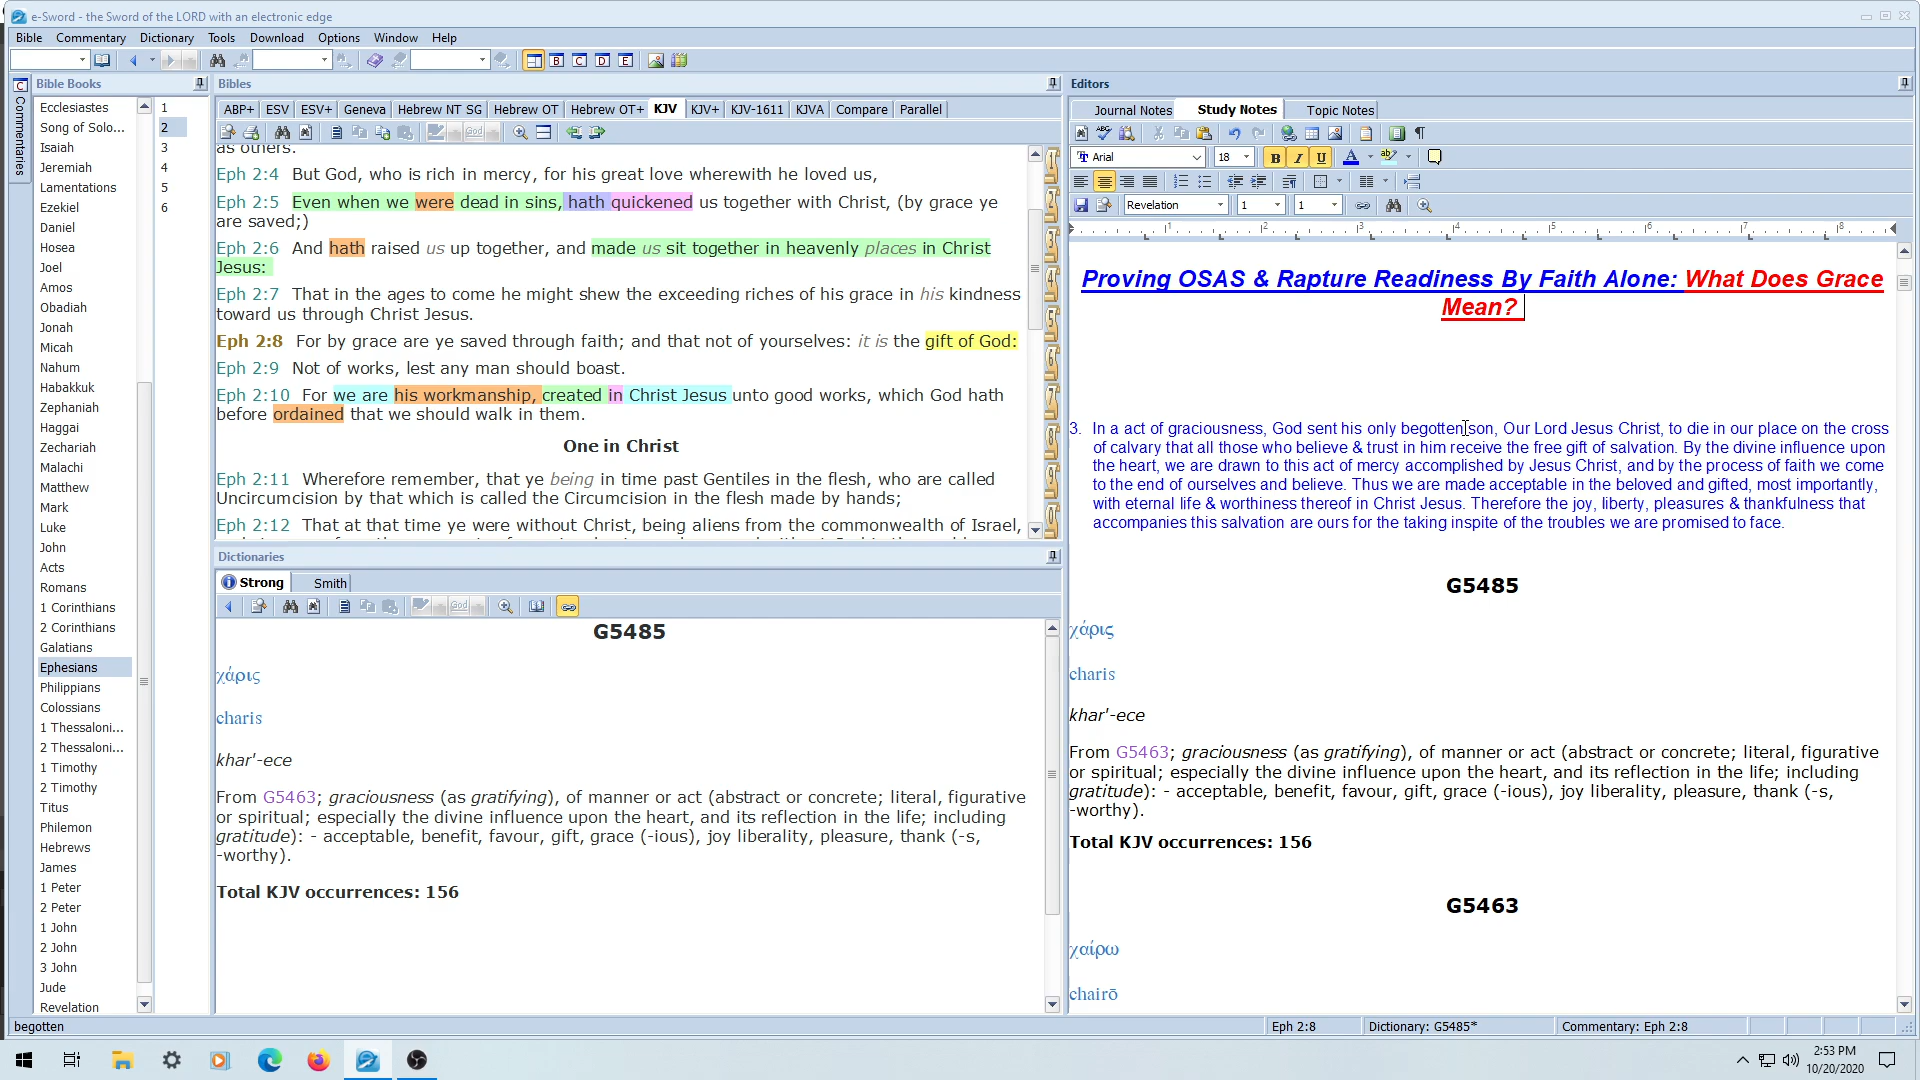 e-Sword - the Sword of the LORD with an electronic edge
Bible Commentary Dictionary Tools Download Options Window Help
Commentaries
Bible Books
Ecclesiastes
Song of Solo...
Isaiah
Jeremiah
Lamentations
Ezekiel
Daniel
Hosea
Joel
Amos
Obadiah
Jonah
Micah
Nahum
Habakkuk
Zephaniah
Haggai
Zechariah
Malachi
Matthew
Mark
Luke
John
Acts
Romans
1 Corinthians
2 Corinthians
Galatians
Ephesians
Philippians
Colossians
1 Thessaloni...
2 Thessaloni...
1 Timothy
2 Timothy
Titus
Philemon
Hebrews
James
1 Peter
2 Peter
1 John
2 John
3 John
Jude
Revelation
1
2
3
4
5
6
Bibles
ABP+ ESV ESV+ Geneva Hebrew NT SG Hebrew OT Hebrew OT+ KJV KJV+ KJV-1611 KJVA Compare Parallel
as others.
Eph 2:4 But God, who is rich in mercy, for his great love wherewith he loved us,
Eph 2:5 Even when we were dead in sins, hath quickened us together with Christ, (by grace ye
are saved;)
Eph 2:6 And hath raised us up together, and made us sit together in heavenly places in Christ
Jesus:
Eph 2:7 That in the ages to come he might shew the exceeding riches of his grace in his kindness
toward us through Christ Jesus.
Eph 2:8 For by grace are ye saved through faith; and that not of yourselves: it is the gift of God:
Eph 2:9 Not of works, lest any man should boast.
Eph 2:10 For we are his workmanship, created in Christ Jesus unto good works, which God hath
before ordained that we should walk in them.
One in Christ
Eph 2:11 Wherefore remember, that ye being in time past Gentiles in the flesh, who are called
Uncircumcision by that which is called the Circumcision in the flesh made by hands;
Eph 2:12 That at that time ye were without Christ, being aliens from the commonwealth of Israel,
Dictionaries
Strong Smith
G5485
χάρις
charis
khar'-ece
From G5463; graciousness (as gratifying), of manner or act (abstract or concrete; literal, figurative
or spiritual; especially the divine influence upon the heart, and its reflection in the life; including
gratitude): - acceptable, benefit, favour, gift, grace (-ious), joy liberality, pleasure, thank (-s,
-worthy).
Total KJV occurrences: 156
Editors
Journal Notes Study Notes Topic Notes
Arial 18 B I U
Revelation 1 1
1 2 3 4 5 6 7 8
Proving OSAS & Rapture Readiness By Faith Alone: What Does Grace
Mean?
3. In a act of graciousness, God sent his only begotten son, Our Lord Jesus Christ, to die in our place on the cross
of calvary that all those who believe & trust in him receive the free gift of salvation. By the divine influence upon
the heart, we are drawn to this act of mercy accomplished by Jesus Christ, and by the process of faith we come
to the end of ourselves and believe. Thus we are made acceptable in the beloved and gifted, most importantly,
with eternal life & worthiness thereof in Christ Jesus. Therefore the joy, liberty, pleasures & thankfulness that
accompanies this salvation are ours for the taking inspite of the troubles we are promised to face.
G5485
χάρις
charis
khar'-ece
From G5463; graciousness (as gratifying), of manner or act (abstract or concrete; literal, figurative
or spiritual; especially the divine influence upon the heart, and its reflection in the life; including
gratitude): - acceptable, benefit, favour, gift, grace (-ious), joy liberality, pleasure, thank (-s,
-worthy).
Total KJV occurrences: 156
G5463
χαίρω
chairō
begotten Eph 2:8 Dictionary: G5485* Commentary: Eph 2:8
2:53 PM
10/20/2020